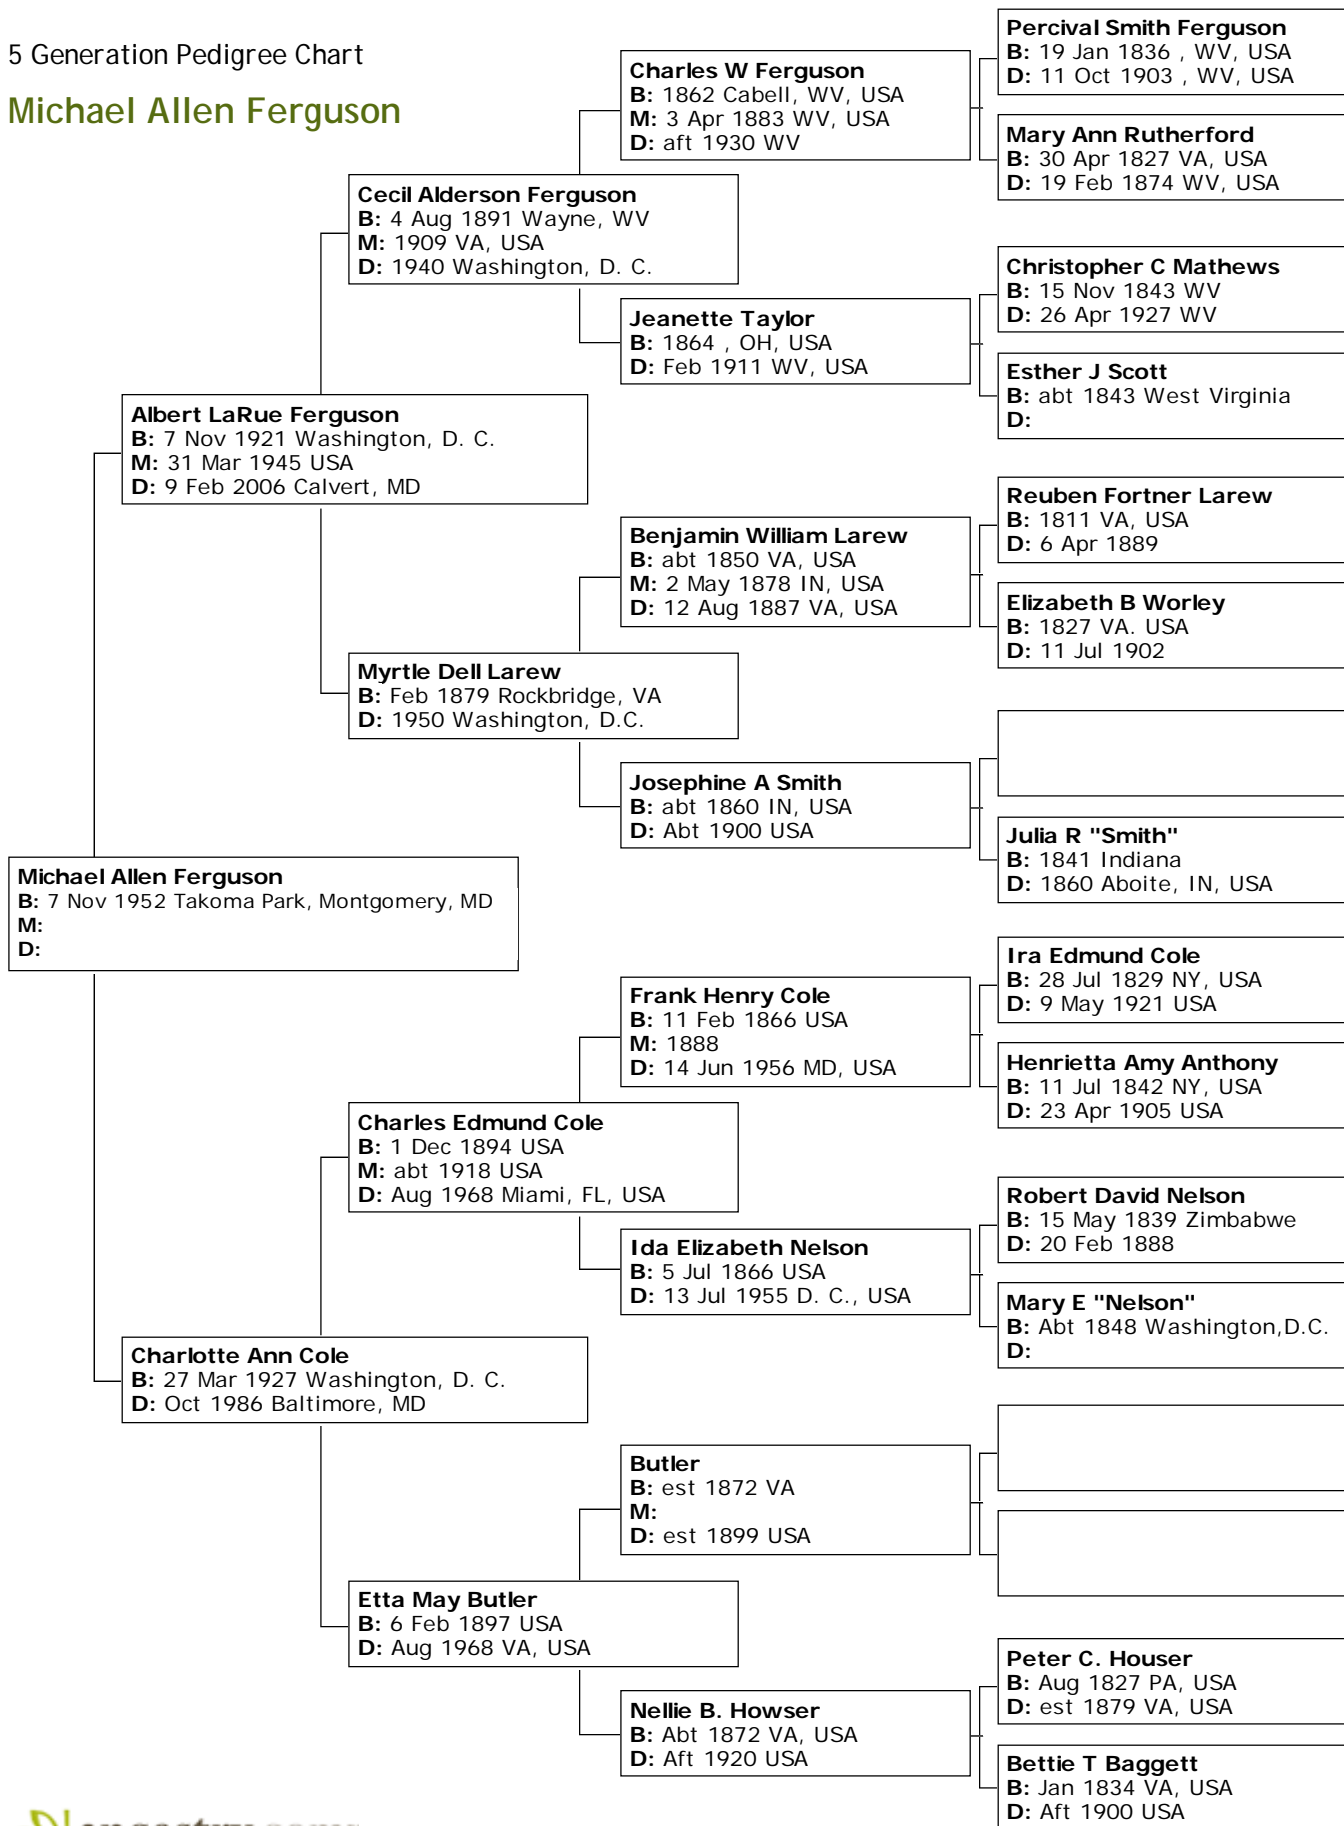 5 Generation Pedigree Chart
Michael Allen Ferguson
Percival Smith Ferguson
B: 19 Jan 1836 , WV, USA
D: 11 Oct 1903 , WV, USA
Charles W Ferguson
B: 1862 Cabell, WV, USA
M: 3 Apr 1883 WV, USA
D: aft 1930 WV
Mary Ann Rutherford
B: 30 Apr 1827 VA, USA
D: 19 Feb 1874 WV, USA
Cecil Alderson Ferguson
B: 4 Aug 1891 Wayne, WV
M: 1909 VA, USA
D: 1940 Washington, D. C.
Christopher C Mathews
B: 15 Nov 1843 WV
D: 26 Apr 1927 WV
Jeanette Taylor
B: 1864 , OH, USA
D: Feb 1911 WV, USA
Esther J Scott
B: abt 1843 West Virginia
D:
Albert LaRue Ferguson
B: 7 Nov 1921 Washington, D. C.
M: 31 Mar 1945 USA
D: 9 Feb 2006 Calvert, MD
Reuben Fortner Larew
B: 1811 VA, USA
D: 6 Apr 1889
Benjamin William Larew
B: abt 1850 VA, USA
M: 2 May 1878 IN, USA
D: 12 Aug 1887 VA, USA
Elizabeth B Worley
B: 1827 VA. USA
D: 11 Jul 1902
Myrtle Dell Larew
B: Feb 1879 Rockbridge, VA
D: 1950 Washington, D.C.
Josephine A Smith
B: abt 1860 IN, USA
D: Abt 1900 USA
Julia R "Smith"
B: 1841 Indiana
D: 1860 Aboite, IN, USA
Michael Allen Ferguson
B: 7 Nov 1952 Takoma Park, Montgomery, MD
M:
D:
Ira Edmund Cole
B: 28 Jul 1829 NY, USA
D: 9 May 1921 USA
Frank Henry Cole
B: 11 Feb 1866 USA
M: 1888
D: 14 Jun 1956 MD, USA
Henrietta Amy Anthony
B: 11 Jul 1842 NY, USA
D: 23 Apr 1905 USA
Charles Edmund Cole
B: 1 Dec 1894 USA
M: abt 1918 USA
D: Aug 1968 Miami, FL, USA
Robert David Nelson
B: 15 May 1839 Zimbabwe
D: 20 Feb 1888
Ida Elizabeth Nelson
B: 5 Jul 1866 USA
D: 13 Jul 1955 D. C., USA
Mary E "Nelson"
B: Abt 1848 Washington,D.C.
D:
Charlotte Ann Cole
B: 27 Mar 1927 Washington, D. C.
D: Oct 1986 Baltimore, MD
Butler
B: est 1872 VA
M:
D: est 1899 USA
Etta May Butler
B: 6 Feb 1897 USA
D: Aug 1968 VA, USA
Peter C. Houser
B: Aug 1827 PA, USA
D: est 1879 VA, USA
Nellie B. Howser
B: Abt 1872 VA, USA
D: Aft 1920 USA
Bettie T Baggett
B: Jan 1834 VA, USA
D: Aft 1900 USA